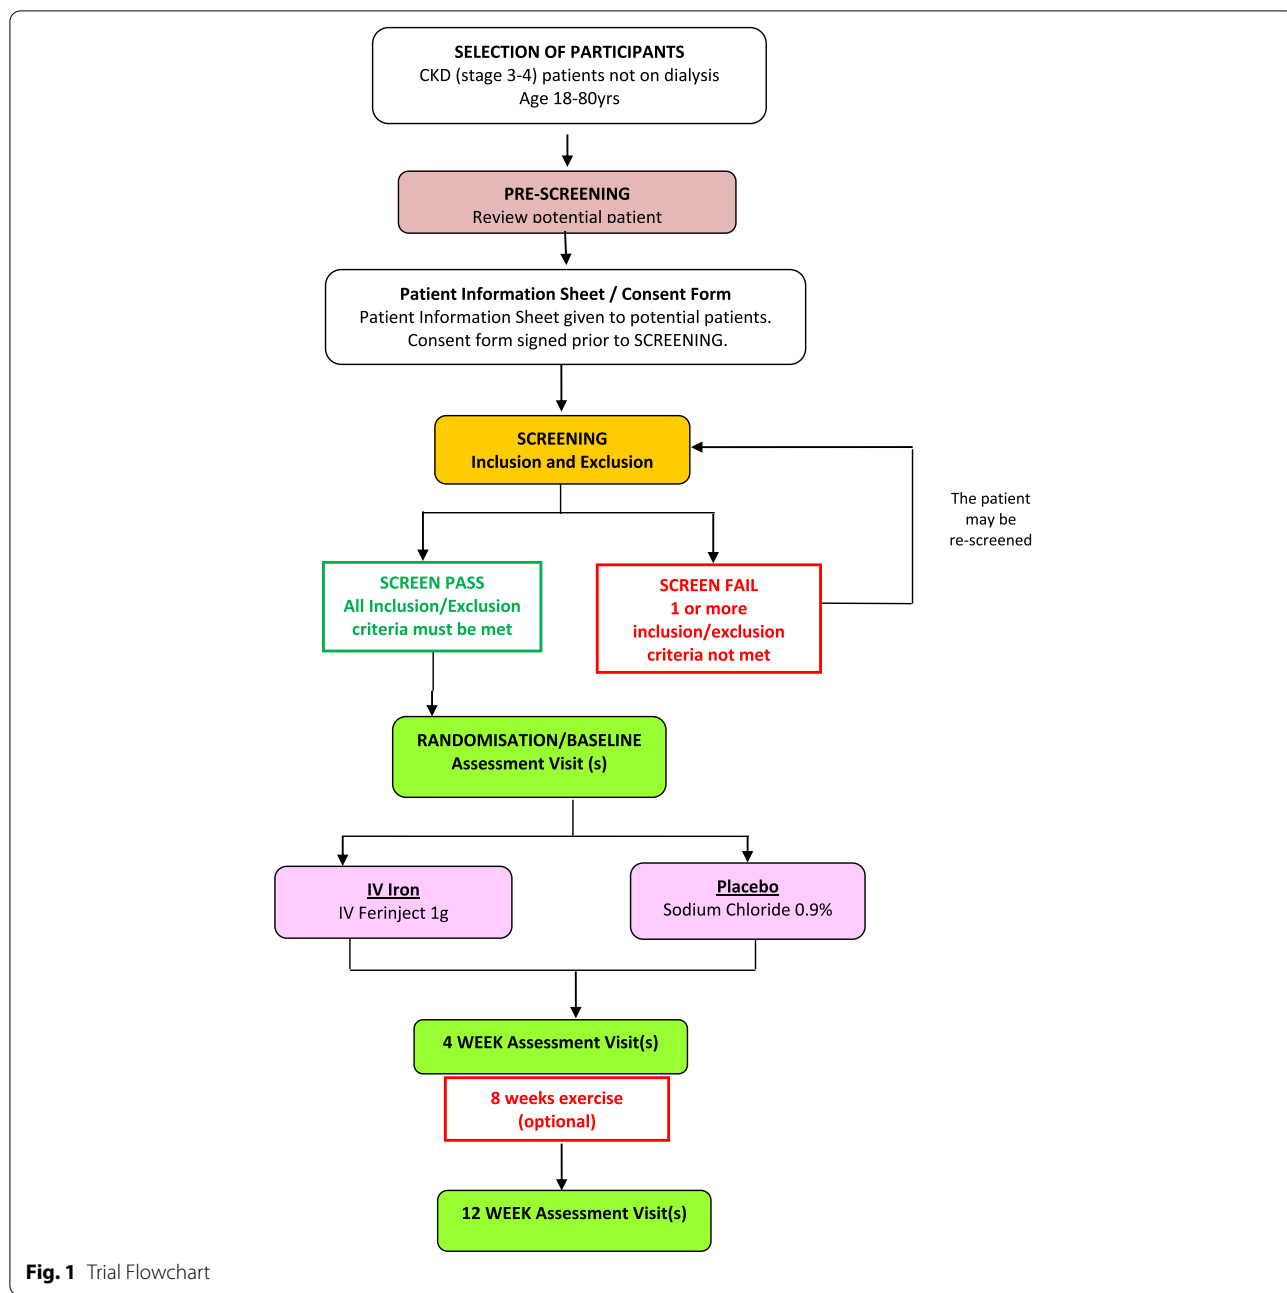 SELECTION OF PARTICIPANTS
CKD (stage 3-4) patients not on dialysis
Age 18-80yrs
PRE-SCREENING
Review potential patient
Patient Information Sheet / Consent Form
Patient Information Sheet given to potential patients.
Consent form signed prior to SCREENING.
SCREENING
Inclusion and Exclusion
The patient
may be
re-screened
SCREEN PASS
All Inclusion/Exclusion
criteria must be met
SCREEN FAIL
1 or more
inclusion/exclusion
criteria not met
RANDOMISATION/BASELINE
Assessment Visit (s)
IV Iron
IV Ferinject 1g
Placebo
Sodium Chloride 0.9%
4 WEEK Assessment Visit(s)
8 weeks exercise
(optional)
12 WEEK Assessment Visit(s)
Fig. 1 Trial Flowchart